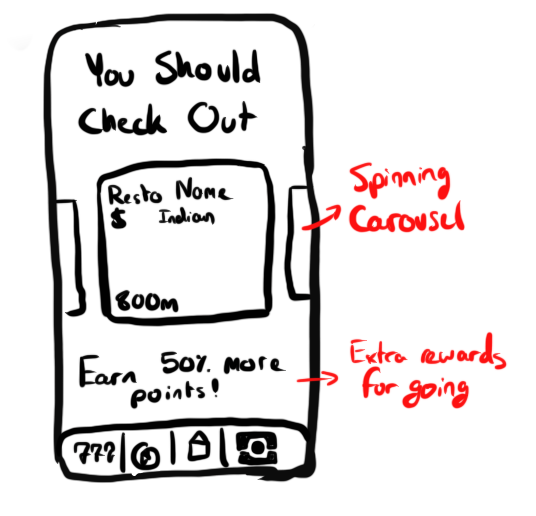 You Should
Check Out
Resto Name
$ Indian
800m
Earn 50% more
points!
777
Spinning
Carousel
Extra rewards
for going